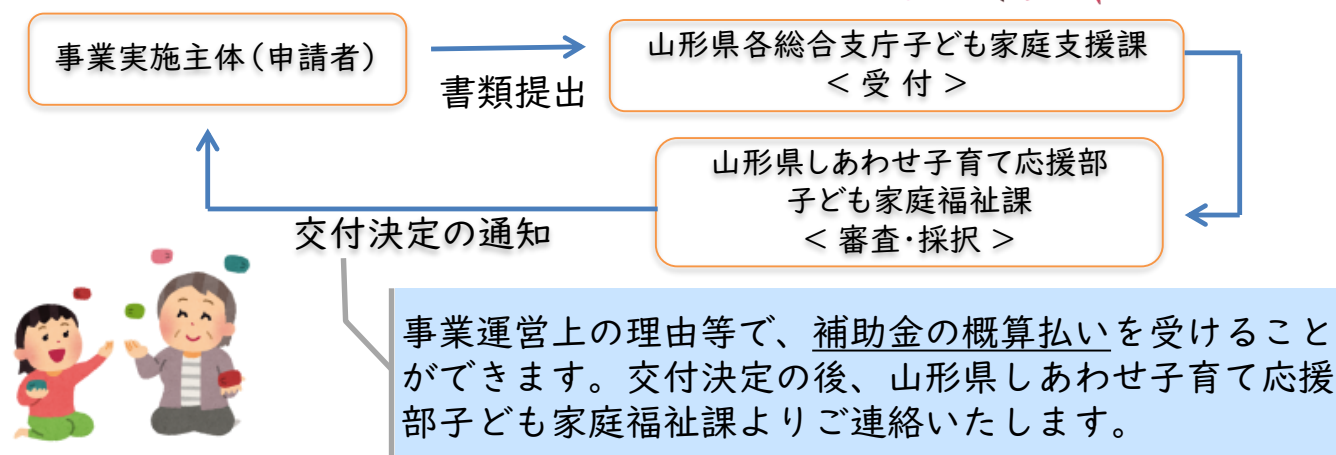 事業実施主体(申請者)
書類提出
山形県各総合支庁子ども家庭支援課
< 受 付 >
山形県しあわせ子育て応援部
子ども家庭福祉課
< 審査・採択 >
交付決定の通知
事業運営上の理由等で、補助金の概算払いを受けること
ができます。交付決定の後、山形県しあわせ子育て応援
部子ども家庭福祉課よりご連絡いたします。